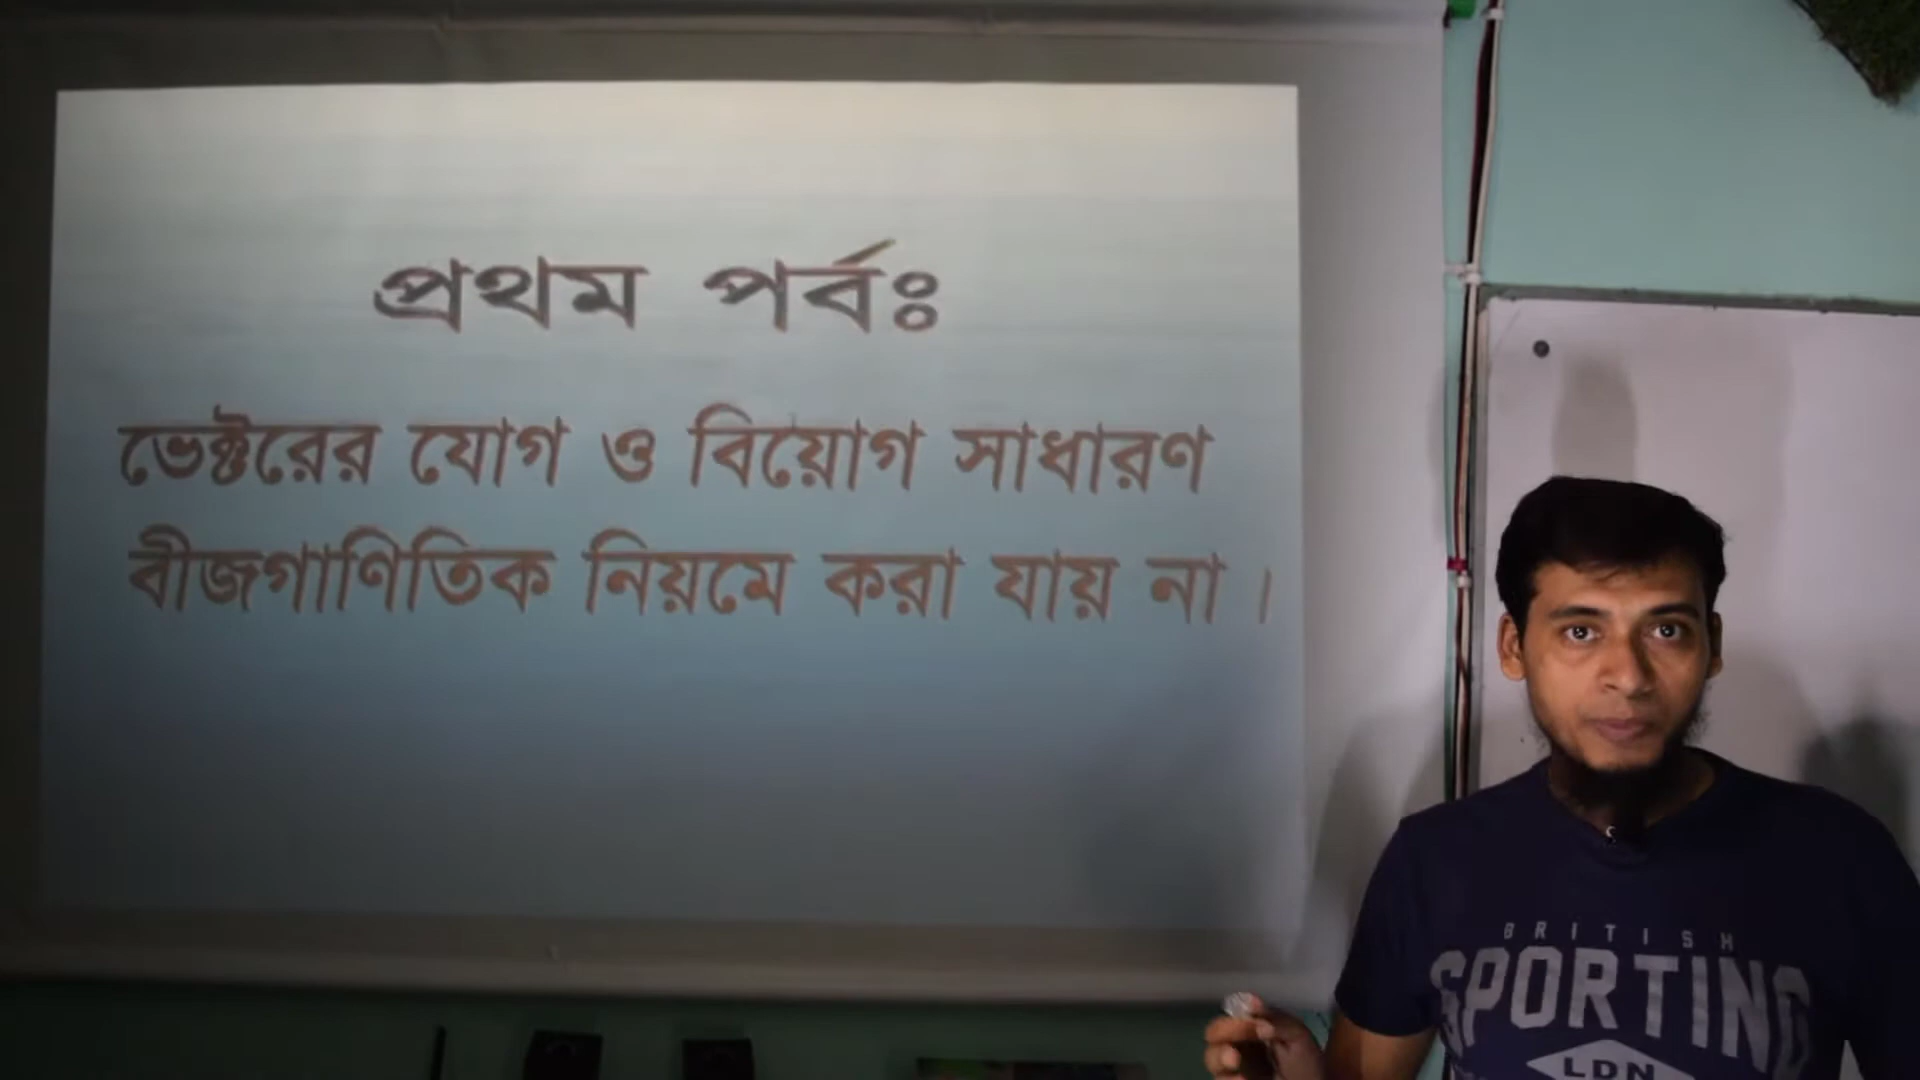 প্রথম পর্বঃ
ভেক্টরের যোগ ও বিয়োগ সাধারণ
বীজগাণিতিক নিয়মে করা যায় না ।
BRITISH
SPORTING
LDN